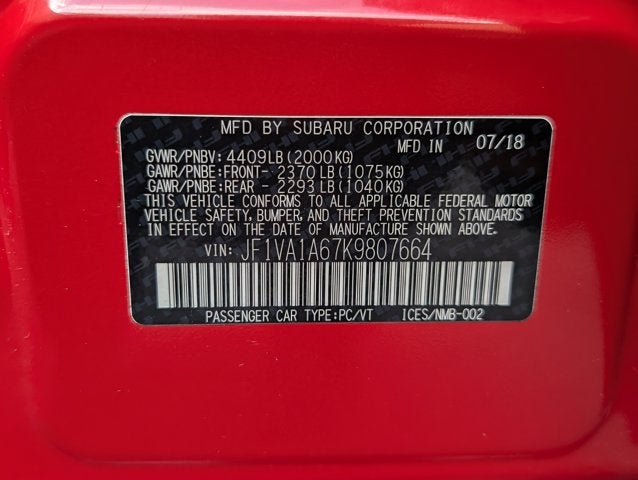 MFD BY SUBARU CORPORATION
MFD IN 07/18
GVWR/PNBV: 4409LB(2000KG)
GAWR/PNBE:FRONT- 2370LB(1075KG)
GAWR/PNBE:REAR - 2293LB(1040KG)
THIS VEHICLE CONFORMS TO ALL APPLICABLE FEDERAL MOTOR
VEHICLE SAFETY, BUMPER, AND THEFT PREVENTION STANDARDS
IN EFFECT ON THE DATE OF MANUFACTURE SHOWN ABOVE.
VIN: JF1VA1A67K9807664
PASSENGER CAR TYPE:PC/VT ICES/NMB-002